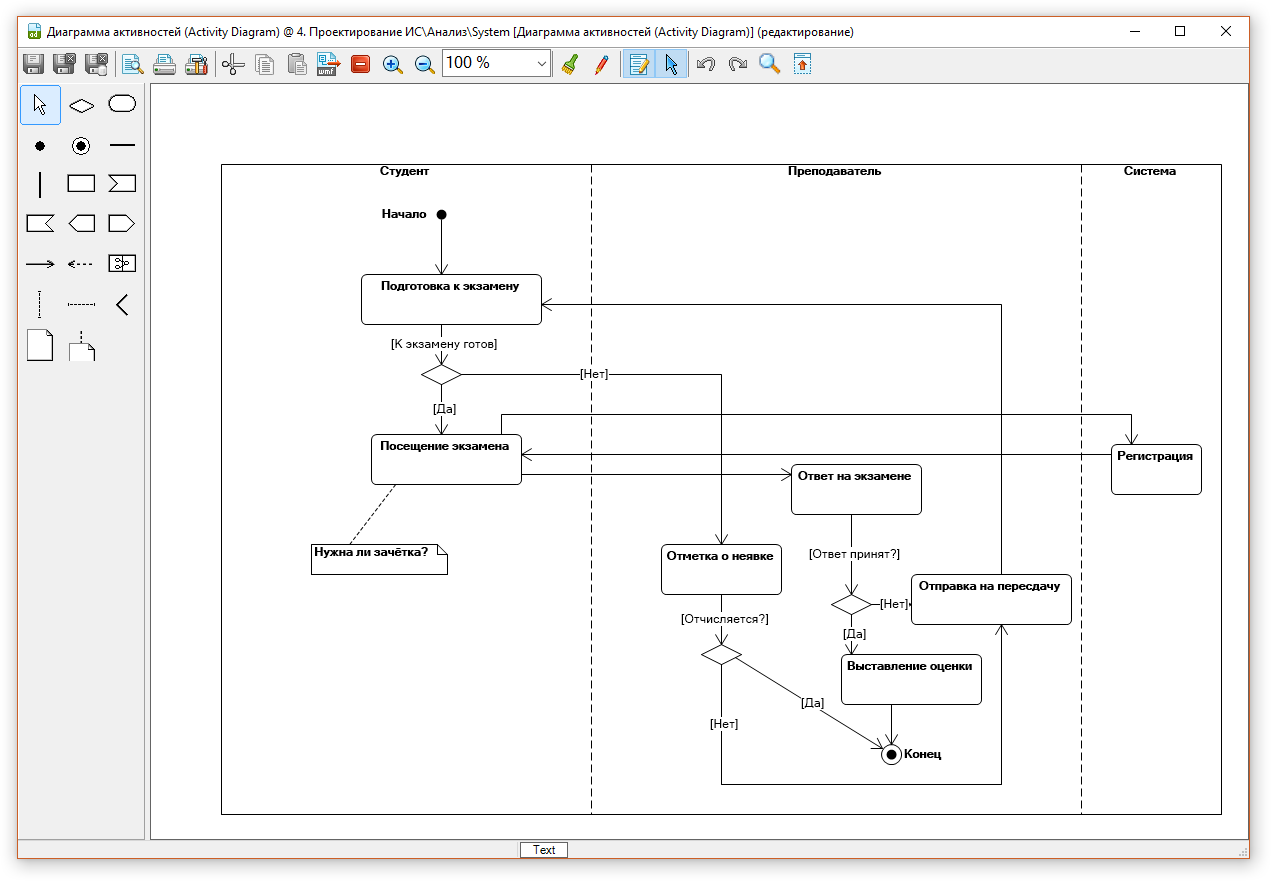 Диаграмма активностей (Activity Diagram) @ 4. Проектирование ИС\Анализ\System [Диаграмма активностей (Activity Diagram)] (редактирование)
wmf
100 %
ad
Студент
Преподаватель
Система
Начало
Подготовка к экзамену
[К экзамену готов]
[Нет]
[Да]
Посещение экзамена
Регистрация
Ответ на экзамене
Нужна ли зачётка?
Отметка о неявке
[Ответ принят?]
Отправка на пересдачу
[Нет]
[Отчисляется?]
[Да]
Выставление оценки
[Да]
[Нет]
Конец
Text